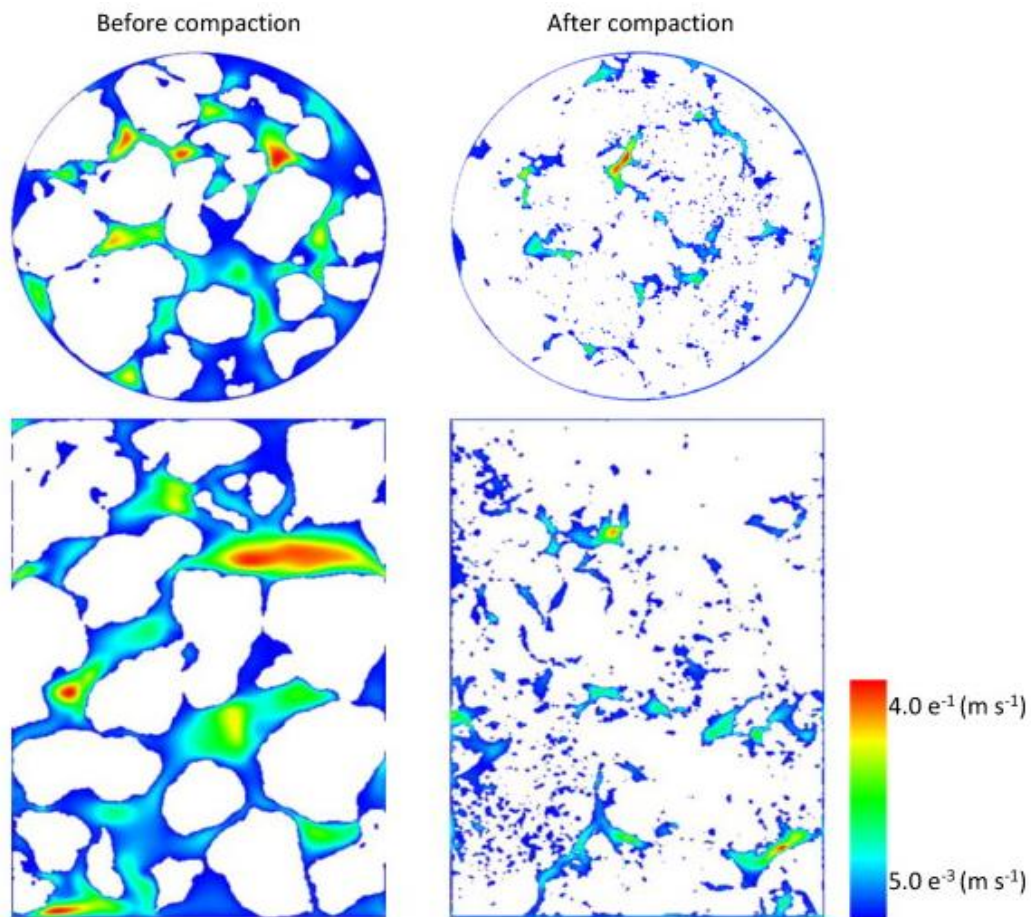 Before compaction
After compaction
4.0 e⁻¹ (m s⁻¹)
5.0 e⁻³ (m s⁻¹)